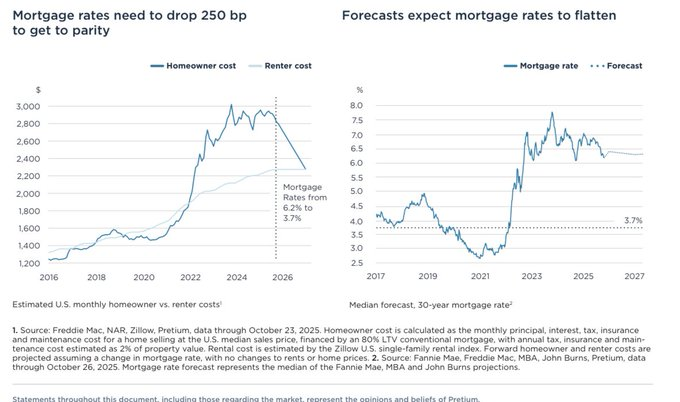 Mortgage rates need to drop 250 bp
to get to parity
Homeowner cost
Renter cost
$
3,000
2,800
2,600
2,400
2,200
2,000
1,800
1,600
1,400
1,200
Mortgage
Rates from
6.2% to
3.7%
2016
2018
2020
2022
2024
2026
Estimated U.S. monthly homeowner vs. renter costs¹
Forecasts expect mortgage rates to flatten
Mortgage rate
Forecast
%
8.0
7.5
7.0
6.5
6.0
5.5
5.0
4.5
4.0
3.5
3.0
2.5
3.7%
2017
2019
2021
2023
2025
2027
Median forecast, 30-year mortgage rate²
1. Source: Freddie Mac, NAR, Zillow, Pretium, data through October 23, 2025. Homeowner cost is calculated as the monthly principal, interest, tax, insurance
and maintenance cost for a home selling at the U.S. median sales price, financed by an 80% LTV conventional mortgage, with annual tax, insurance and main-
tenance cost estimated as 2% of property value. Rental cost is estimated by the Zillow U.S. single-family rental index. Forward homeowner and renter costs are
projected assuming a change in mortgage rate, with no changes to rents or home prices. 2. Source: Fannie Mae, Freddie Mac, MBA, John Burns, Pretium, data
through October 26, 2025. Mortgage rate forecast represents the median of the Fannie Mae, MBA and John Burns projections.
Statements throughout this document, including those regarding the market, represent the opinions and beliefs of Pretium.